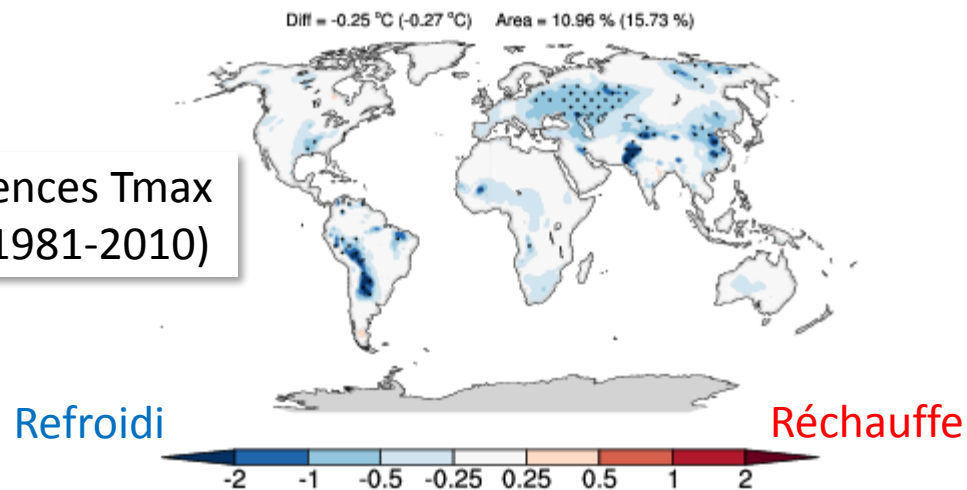 Diff = -0.25 °C (-0.27 °C) Area = 10.96 % (15.73 %)
ences Tmax
1981-2010)
Refroidi Réchauffe
-2 -1 -0.5 -0.25 0.25 0.5 1 2